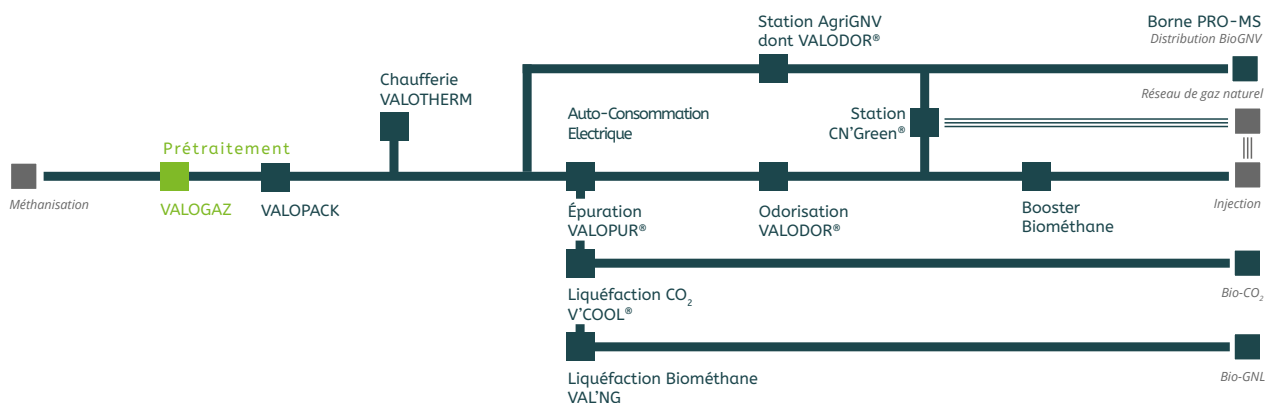 Station AgriGNV
dont VALODOR®
Borne PRO-MS
Distribution BioGNV
Chaufferie
VALOTHERM
Réseau de gaz naturel
Auto-Consommation
Electrique
Station
CN'Green®
Prétraitement
Méthanisation
VALOGAZ
VALOPACK
Épuration
VALOPUR®
Odorisation
VALODOR®
Booster
Biométhane
Injection
Liquéfaction CO₂
V'COOL®
Bio-CO₂
Liquéfaction Biométhane
VAL'NG
Bio-GNL